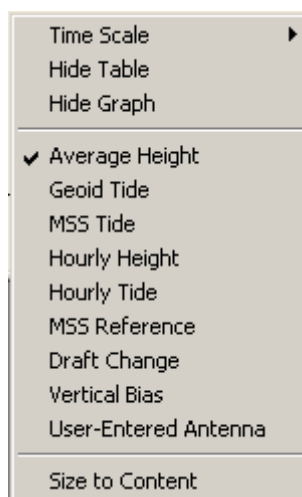 Time Scale
Hide Table
Hide Graph
Average Height
Geoid Tide
MSS Tide
Hourly Height
Hourly Tide
MSS Reference
Draft Change
Vertical Bias
User-Entered Antenna
Size to Content